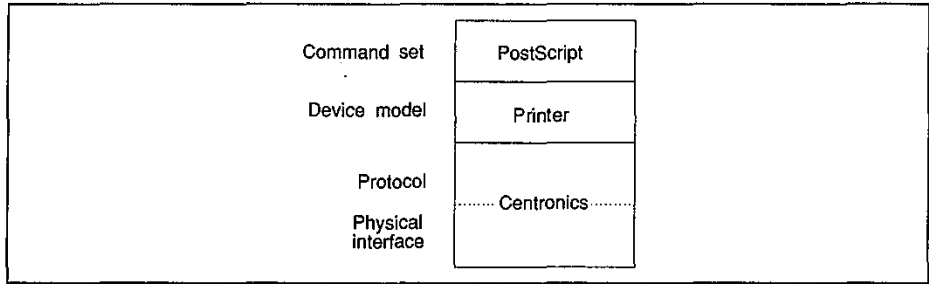 Command set
PostScript
Device model
Printer
Protocol
Centronics
Physical
interface